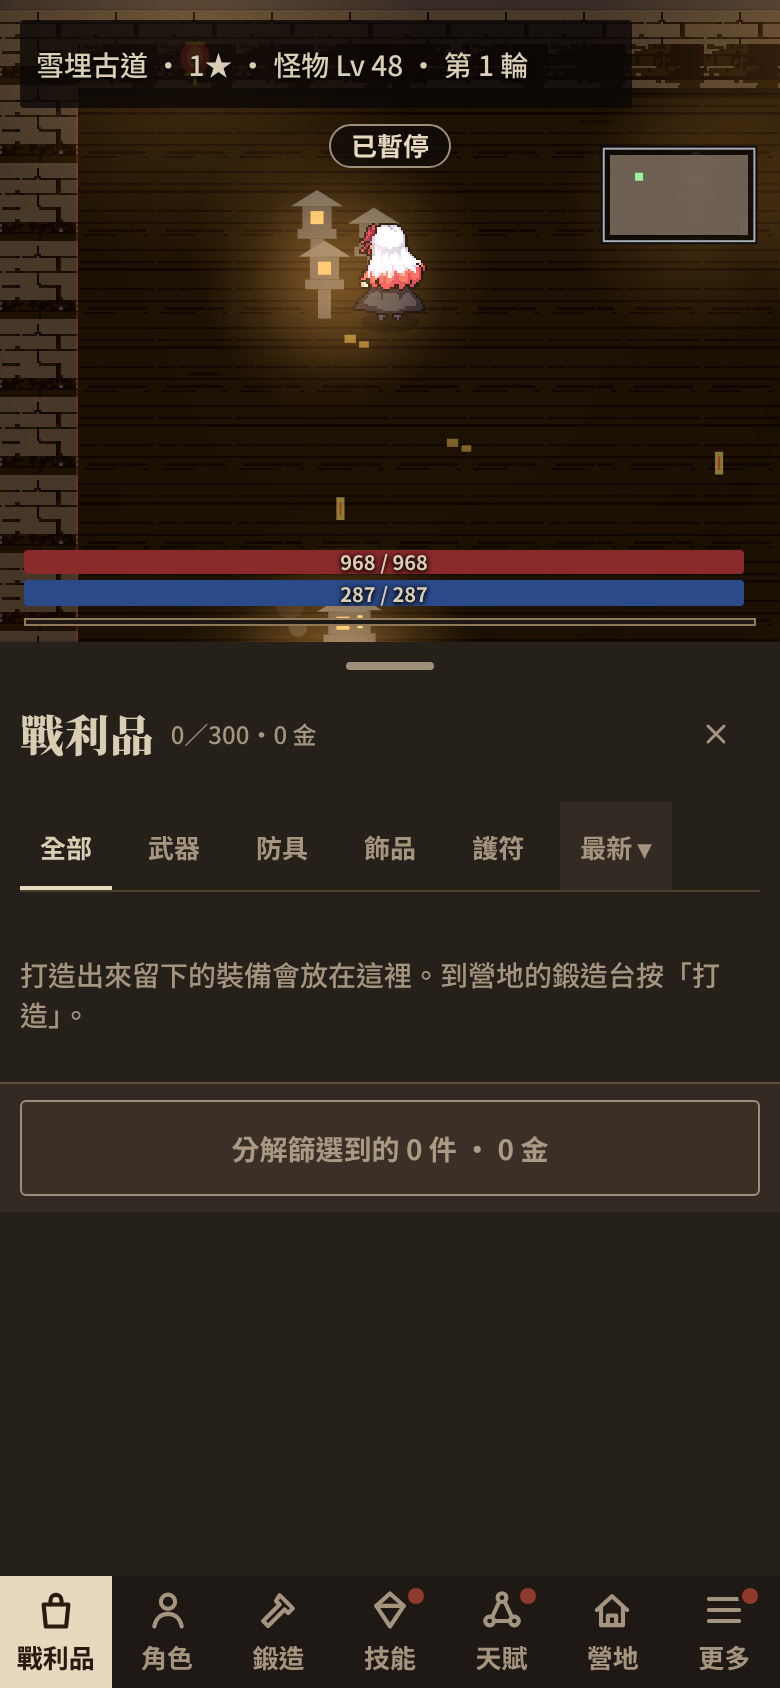 雪埋古道 • 1★ • 怪物 Lv 48 • 第 1 輪
已暫停
968 / 968
287 / 287
戰利品 0／300・0 金
全部 武器 防具 飾品 護符 最新▼
打造出來留下的裝備會放在這裡。到營地的鍛造台按「打
造」。
分解篩選到的 0 件 • 0 金
戰利品 角色 鍛造 技能 天賦 營地 更多